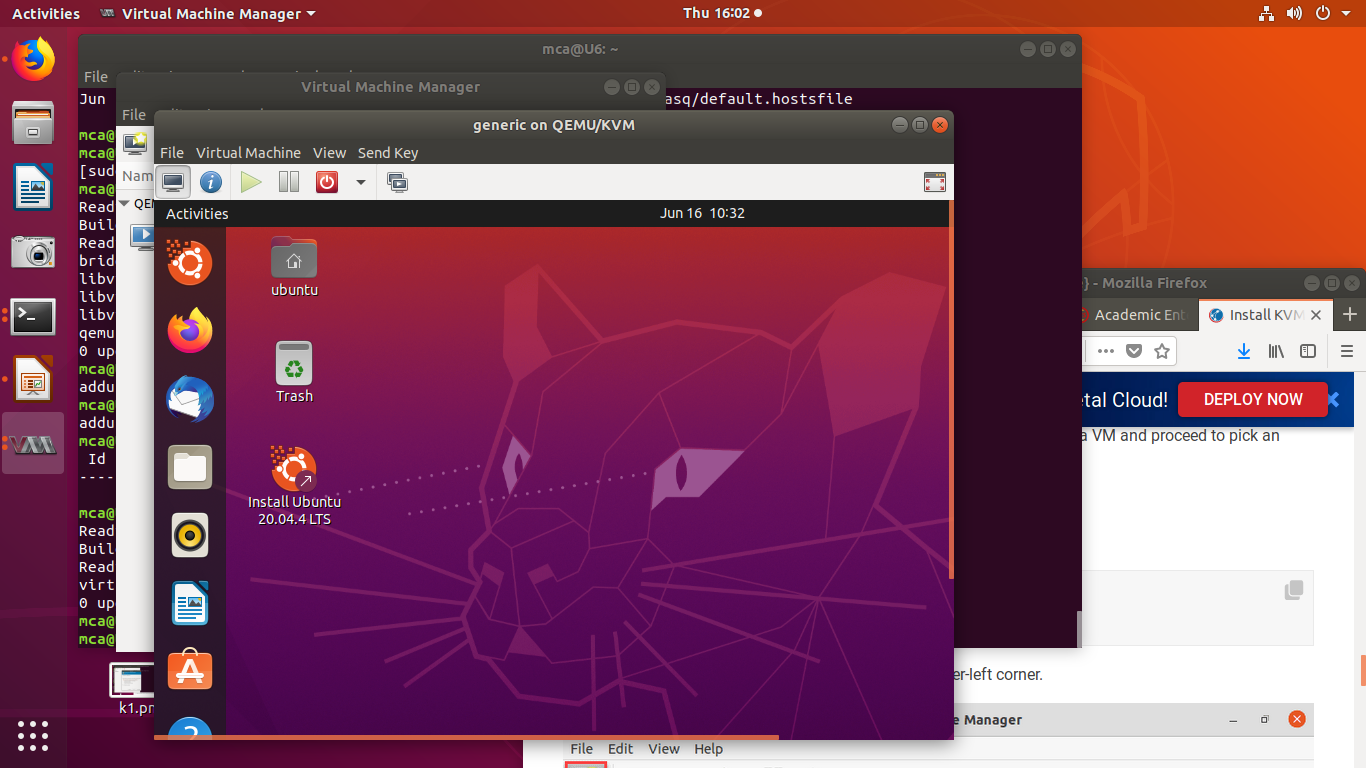 Activities
Virtual Machine Manager
Thu 16:02
mca@U6: ~
File
Jun
asq/default.hostsfile
Virtual Machine Manager
File
generic on QEMU/KVM
File Virtual Machine View Send Key
Activities
Jun 16 10:32
ubuntu
Trash
Install Ubuntu
20.04.4 LTS
mca@
mca@
[sud
mca@
Read
Buil
Read
brid
libv
libv
libv
qemu
0 up
mca@
addu
mca@
addu
mca@
Id
----
mca@
Read
Buil
Read
virt
0 up
mca@
mca@
Nam
QEM
k1.pn
} - Mozilla Firefox
Academic Ent
Install KVM
etal Cloud!
DEPLOY NOW
a VM and proceed to pick an
er-left corner.
e Manager
File Edit View Help